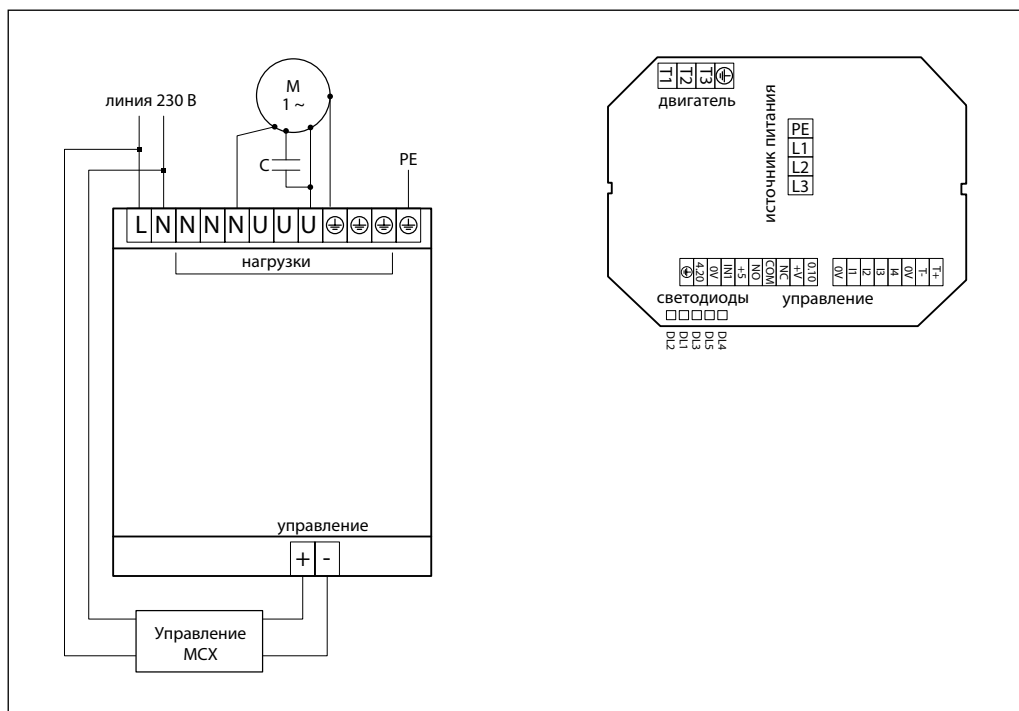 линия 230 В
M
1 ~
C
PE
L N N N N U U U
нагрузки
управление
+ -
Управление
MCX
T1 T2 T3
двигатель
источник питания
PE
L1
L2
L3
4.20 0V IN1 +5 NO COM NC +V 0.10
0V I1 I2 I3 I4 0V T- T+
светодиоды
управление
DL2 DL1 DL3 DL5 DL4